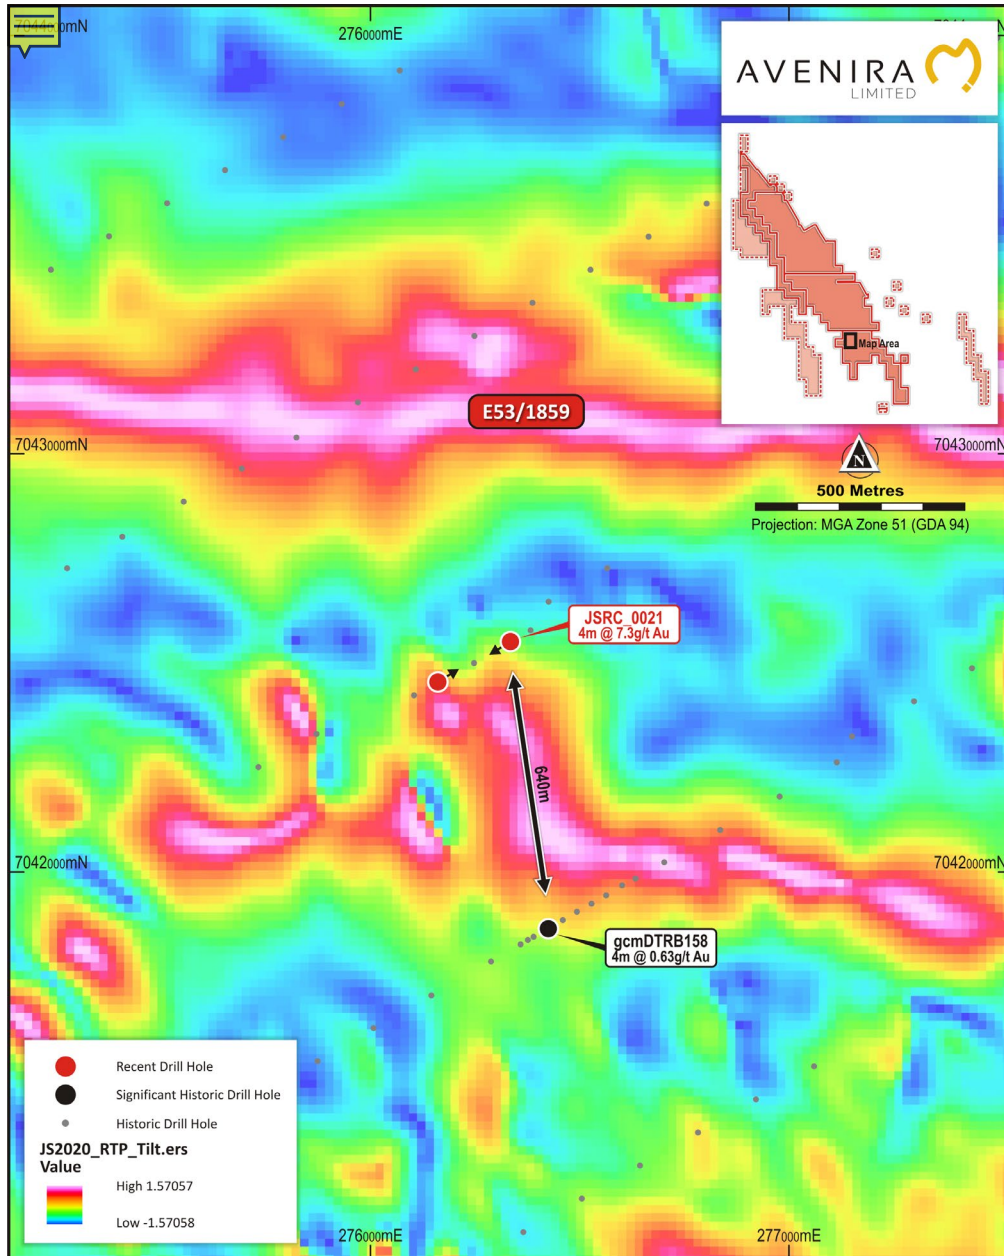 7044000mN
276000mE
7044000mN
AVENIRA
LIMITED
Map Area
E53/1859
7043000mN
7043000mN
N
500 Metres
Projection: MGA Zone 51 (GDA 94)
JSRC_0021
4m @ 7.3g/t Au
640m
7042000mN
7042000mN
gcmDTRB158
4m @ 0.63g/t Au
Recent Drill Hole
Significant Historic Drill Hole
Historic Drill Hole
JS2020_RTP_Tilt.ers
Value
High 1.57057
Low -1.57058
276000mE
277000mE